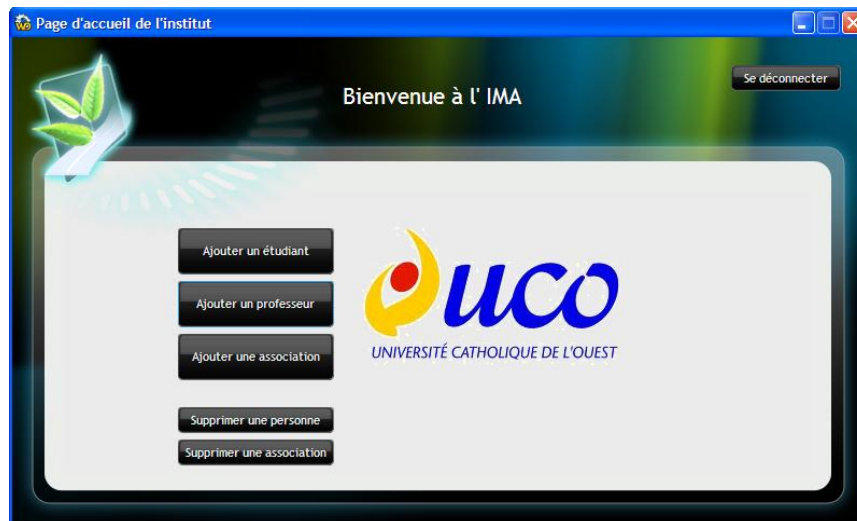 Page d'accueil de l'institut
Se déconnecter
Bienvenue à l' IMA
Ajouter un étudiant
Ajouter un professeur
Ajouter une association
uco
UNIVERSITÉ CATHOLIQUE DE L'OUEST
Supprimer une personne
Supprimer une association